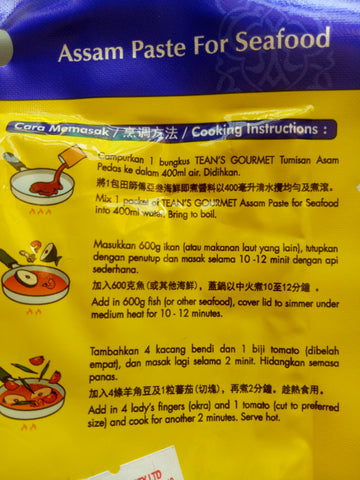 Assam Paste For Seafood
Cara Memasak / 烹调方法 / Cooking Instructions :
Campurkan 1 bungkus TEAN'S GOURMET Tumisan Asam
Pedas ke dalam 400ml air. Didihkan.
將1包田師傅亞叁海鮮即煮醬料以400毫升清水攪均勻及煮滾。
Mix 1 packet of TEAN'S GOURMET Assam Paste for Seafood
into 400ml water. Bring to boil.
Masukkan 600g ikan (atau makanan laut yang lain), tutupkan
dengan penutup dan masak selama 10 -12 minit dengan api
sederhana.
加入600克魚(或其他海鮮)，蓋鍋以中火煮10至12分鐘 。
Add in 600g fish (or other seafood), cover lid to simmer under
medium heat for 10 - 12 minutes.
Tambahkan 4 kacang bendi dan 1 biji tomato (dibelah
empat), dan masak lagi selama 2 minit. Hidangkan semasa
panas.
加入4條羊角豆及1粒蕃茄(切塊)，再煮2分鐘。趁熱食用。
Add in 4 lady's fingers (okra) and 1 tomato (cut to preferred
size) and cook for another 2 minutes. Serve hot.
LTD